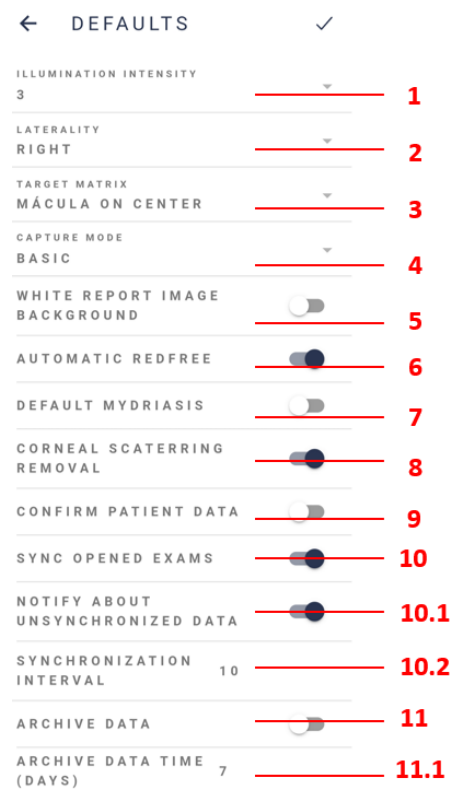 DEFAULTS
ILLUMINATION INTENSITY
3
1
LATERALITY
RIGHT
2
TARGET MATRIX
MÁCULA ON CENTER
3
CAPTURE MODE
BASIC
4
WHITE REPORT IMAGE
BACKGROUND
5
AUTOMATIC REDFREE
6
DEFAULT MYDRIASIS
7
CORNEAL SCATERRING
REMOVAL
8
CONFIRM PATIENT DATA
9
SYNC OPENED EXAMS
10
NOTIFY ABOUT
UNSYNCHRONIZED DATA
10.1
SYNCHRONIZATION
INTERVAL 10
10.2
ARCHIVE DATA
11
ARCHIVE DATA TIME
(DAYS) 7
11.1